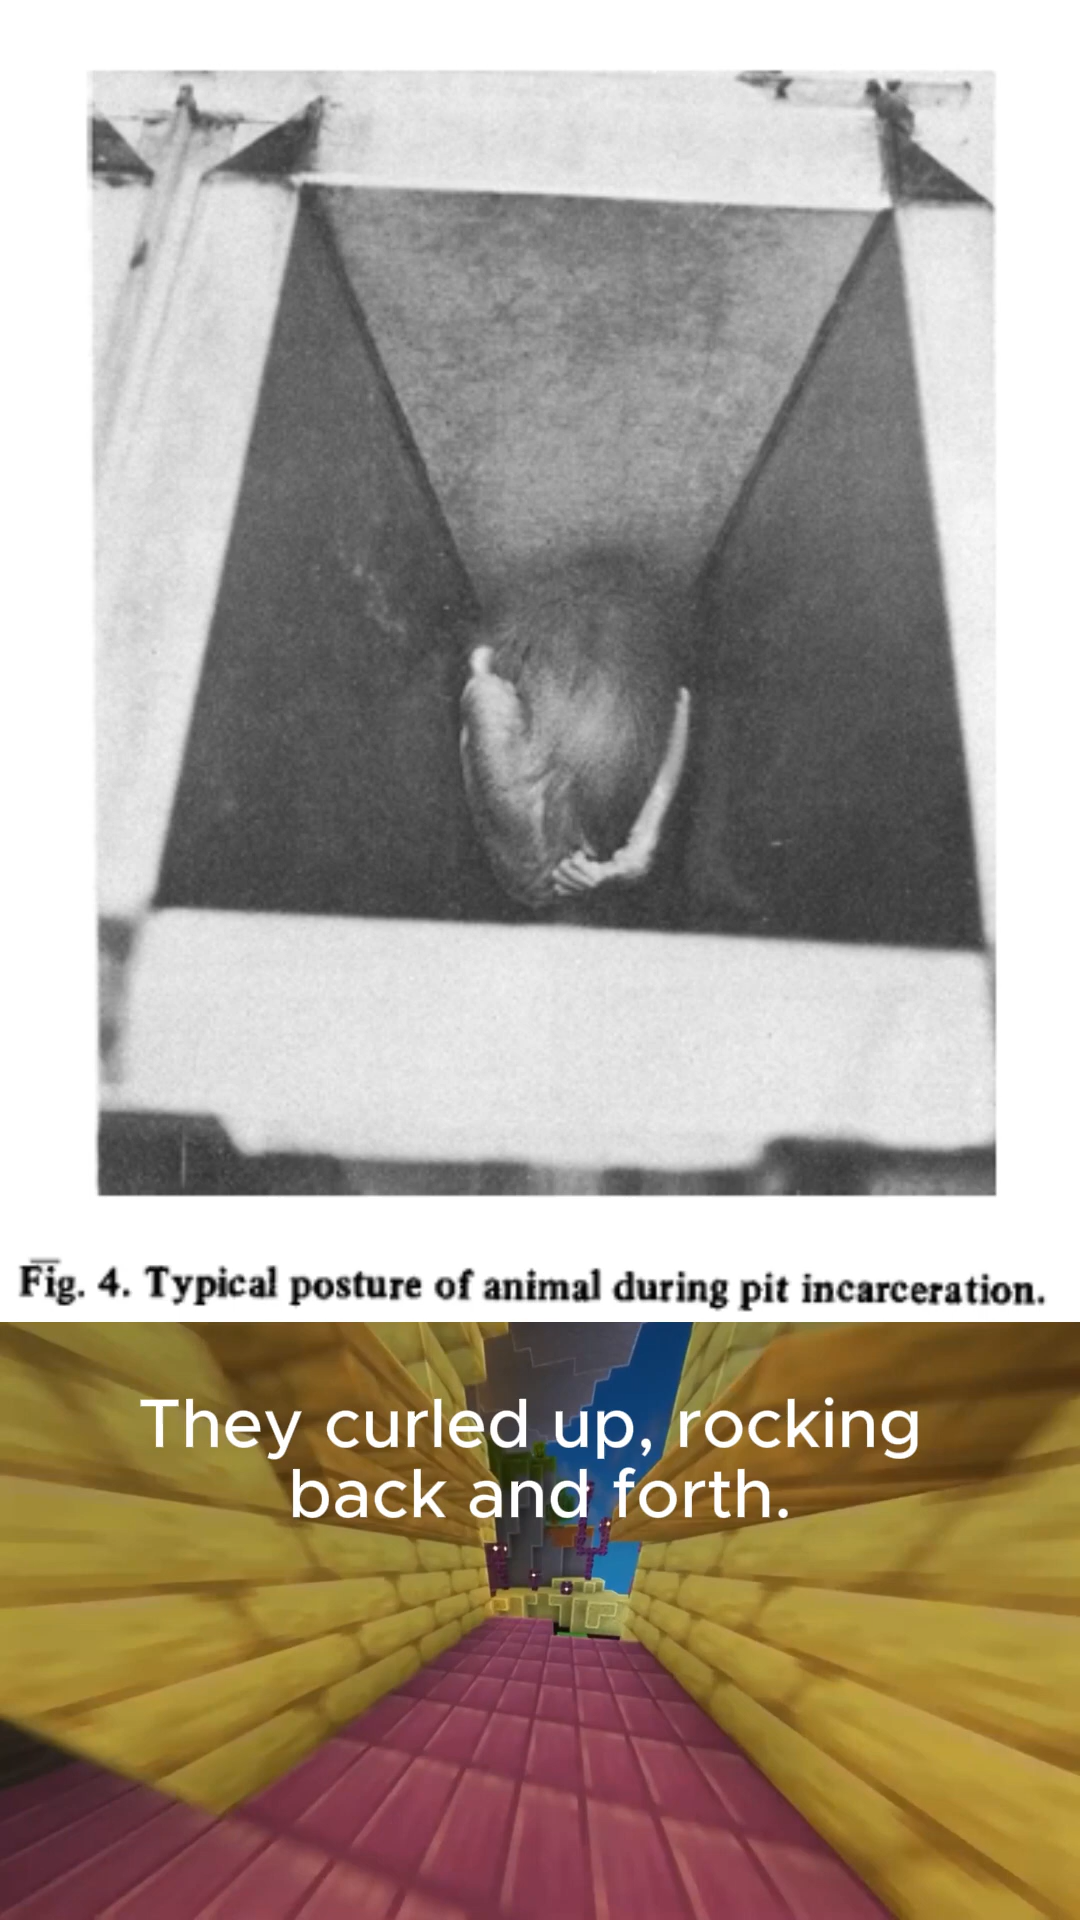 Fig. 4. Typical posture of animal during pit incarceration.
They curled up, rocking
back and forth.